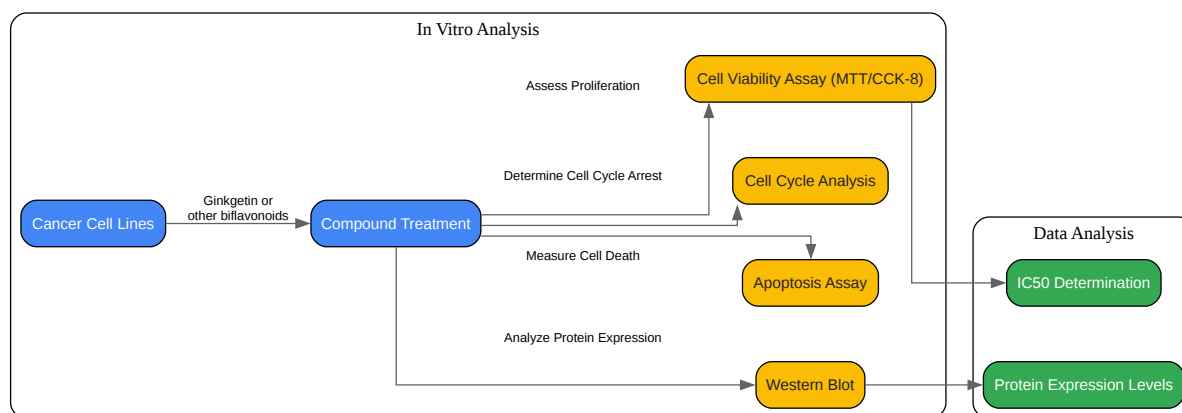 In Vitro Analysis
Assess Proliferation
Cell Viability Assay (MTT/CCK-8)
Determine Cell Cycle Arrest
Cell Cycle Analysis
Ginkgetin or
other biflavonoids
Cancer Cell Lines
Compound Treatment
Data Analysis
Measure Cell Death
Apoptosis Assay
IC50 Determination
Analyze Protein Expression
Western Blot
Protein Expression Levels